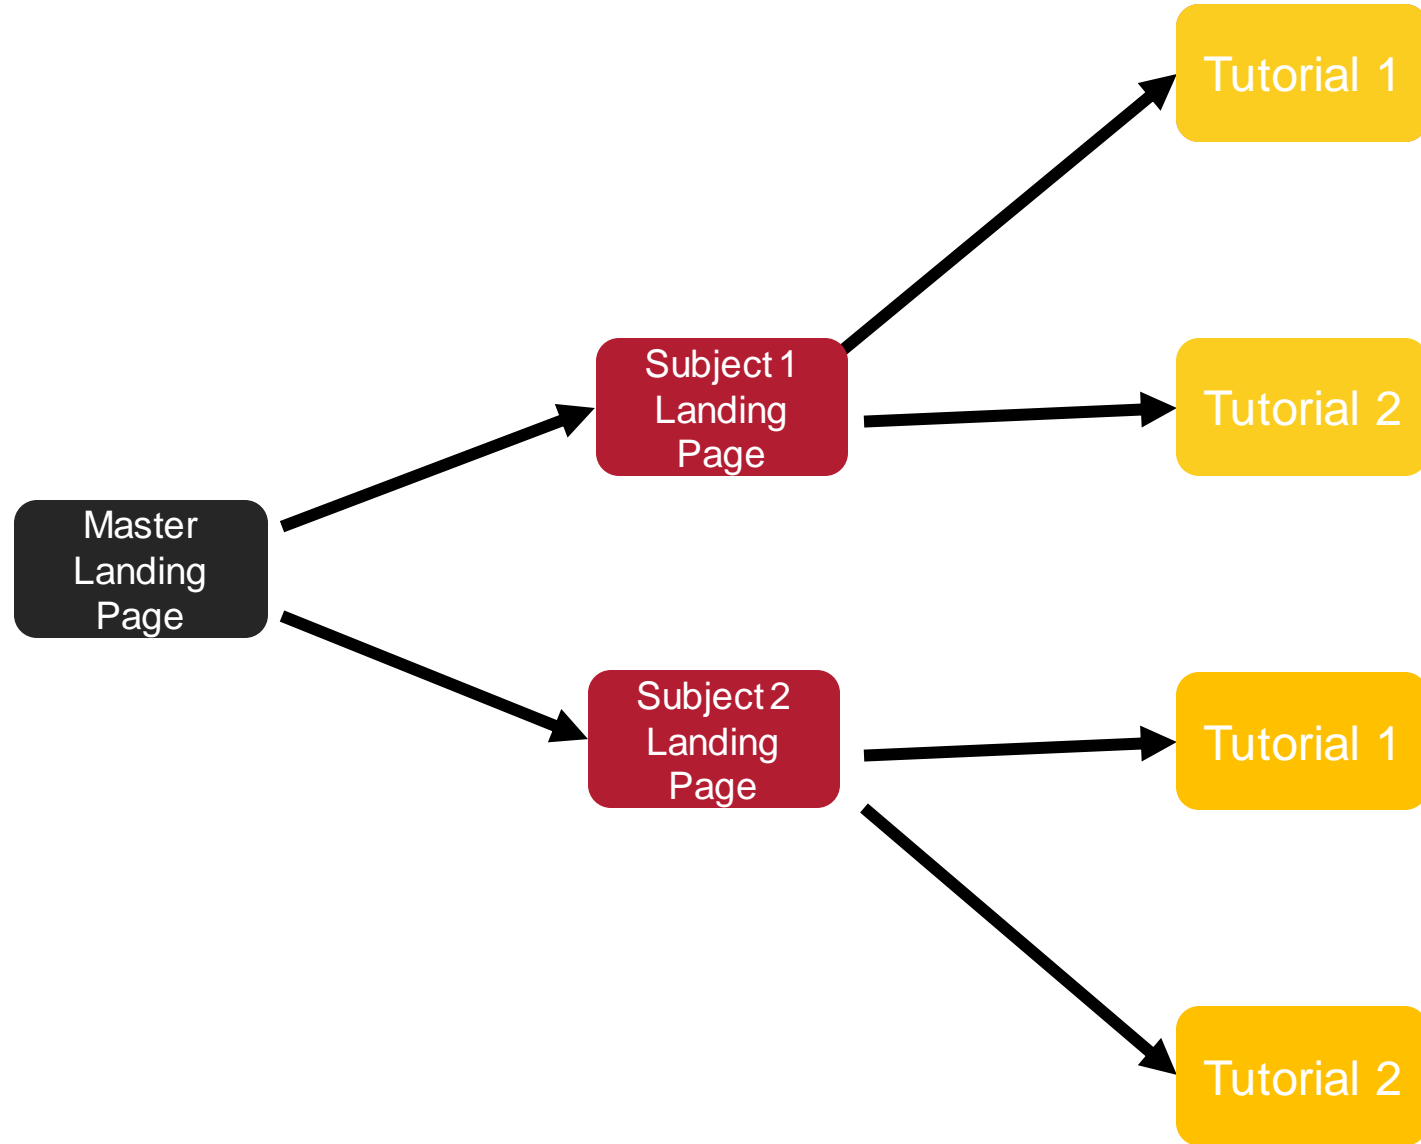 Tutorial 1
Subject 1
Landing
Page
Tutorial 2
Master
Landing
Page
Subject 2
Landing
Page
Tutorial 1
Tutorial 2